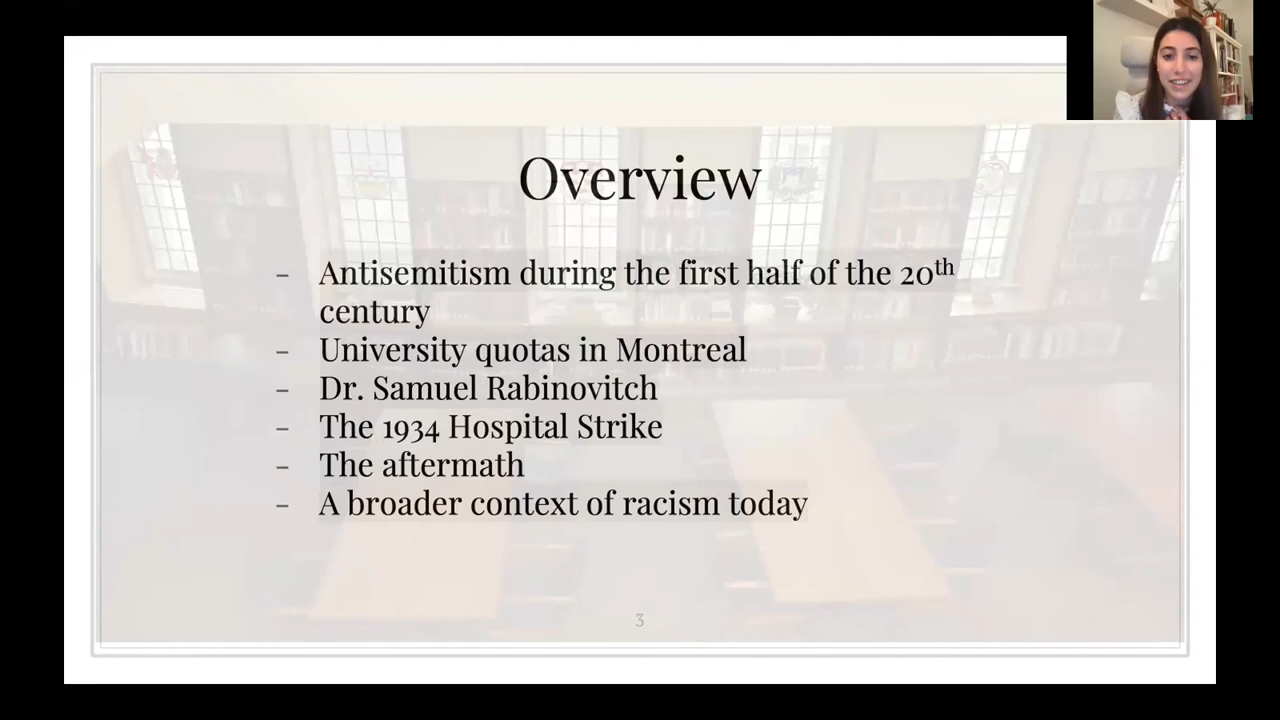 Overview
- Antisemitism during the first half of the 20th
century
- University quotas in Montreal
- Dr. Samuel Rabinovitch
- The 1934 Hospital Strike
- The aftermath
- A broader context of racism today
3